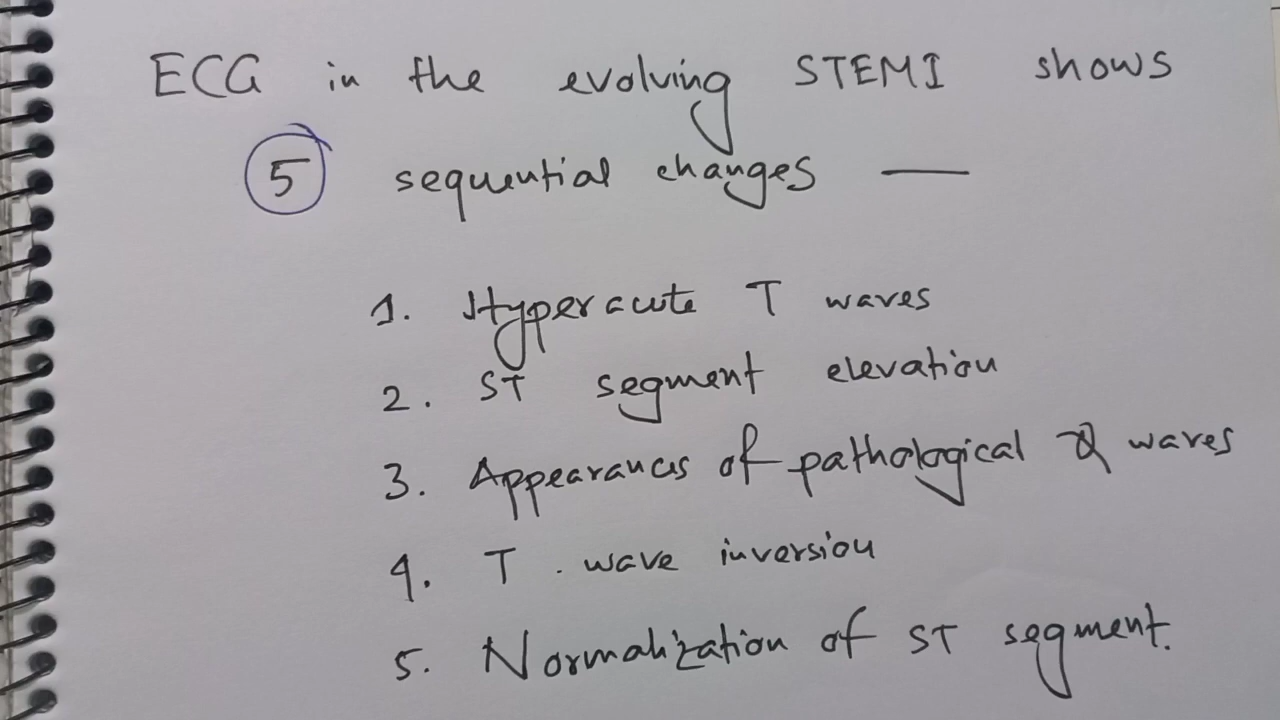 ECG in the evolving STEMI shows
5 sequential changes —
1. Hyperacute T waves
2. ST segment elevation
3. Appearances of pathological Q waves
4. T. wave inversion
5. Normalization of ST segment.